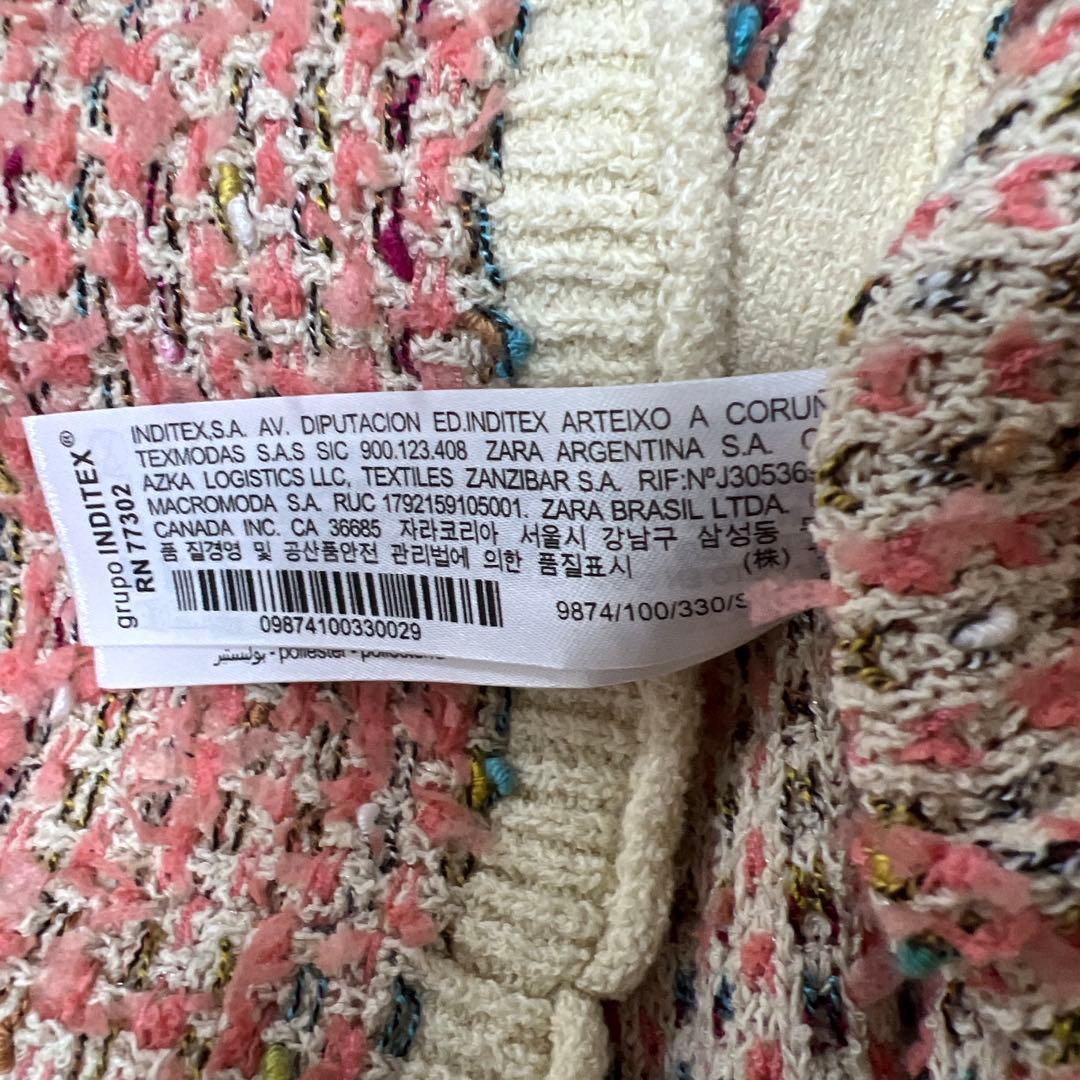 grupo INDITEX®
RN 77302
INDITEX,S.A. AV. DIPUTACION ED.INDITEX ARTEIXO A
TEXMODAS S.A.S SIC 900.123.408 ZARA ARGENTINA S.A.
AZKA LOGISTICS LLC, TEXTILES ZANZIBAR S.A. RIF:NºJ30536
MACROMODA S.A. RUC 1792159105001. ZARA BRASIL LTDA.
CANADA INC. CA 36685 자라코리아 서울시 강남구 삼성동
품 질경영 및 공산품안전 관리법에 의한 품질표시 (株)
9874/100/330/
09874100330029
بوليستير - poliester -